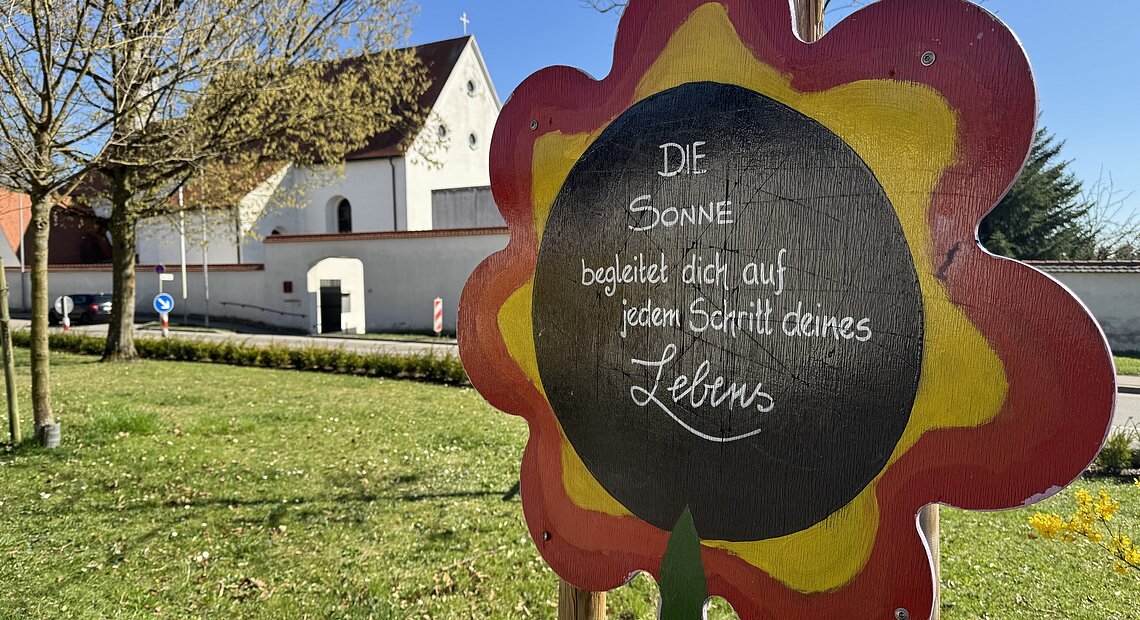 DIE
SONNE
begleitet dich auf
jedem Schritt deines
Lebens